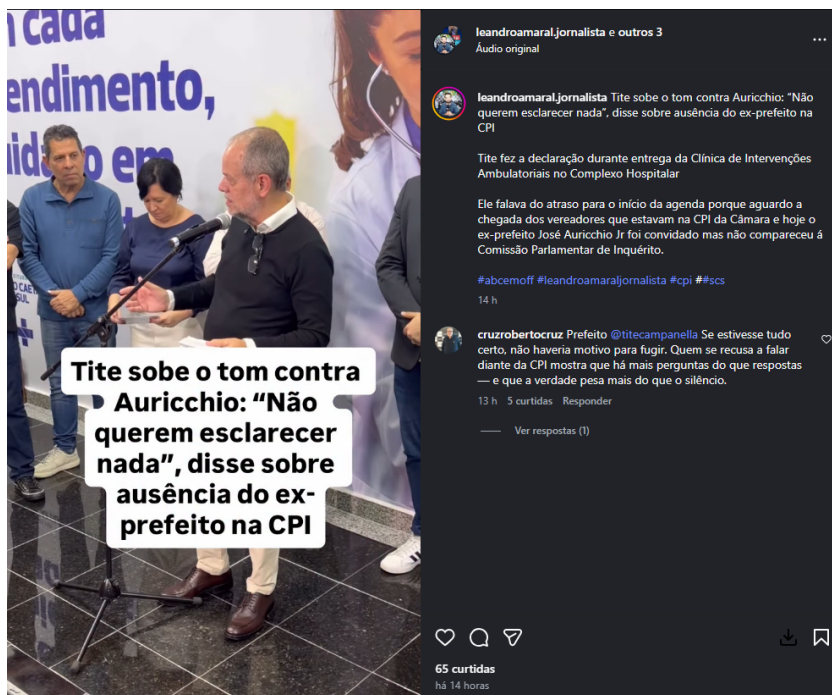 cada
endimento,
em
SUL
Tite sobe o tom contra
Auricchio: “Não
querem esclarecer
nada”, disse sobre
ausência do ex-
prefeito na CPI
leandroamaral.jornalista e outros 3
Áudio original
leandroamaral.jornalista Tite sobe o tom contra Auricchio: “Não
querem esclarecer nada”, disse sobre ausência do ex-prefeito na
CPI
Tite fez a declaração durante entrega da Clínica de Intervenções
Ambulatoriais no Complexo Hospitalar
Ele falava do atraso para o início da agenda porque aguardo a
chegada dos vereadores que estavam na CPI da Câmara e hoje o
ex-prefeito José Auricchio Jr foi convidado mas não compareceu á
Comissão Parlamentar de Inquérito.
#abcemoff #leandroamaraljornalista #cpi ##scs
14 h
cruzrobertocruz Prefeito @titecampanella Se estivesse tudo
certo, não haveria motivo para fugir. Quem se recusa a falar
diante da CPI mostra que há mais perguntas do que respostas
— e que a verdade pesa mais do que o silêncio.
13 h 5 curtidas Responder
Ver respostas (1)
65 curtidas
há 14 horas